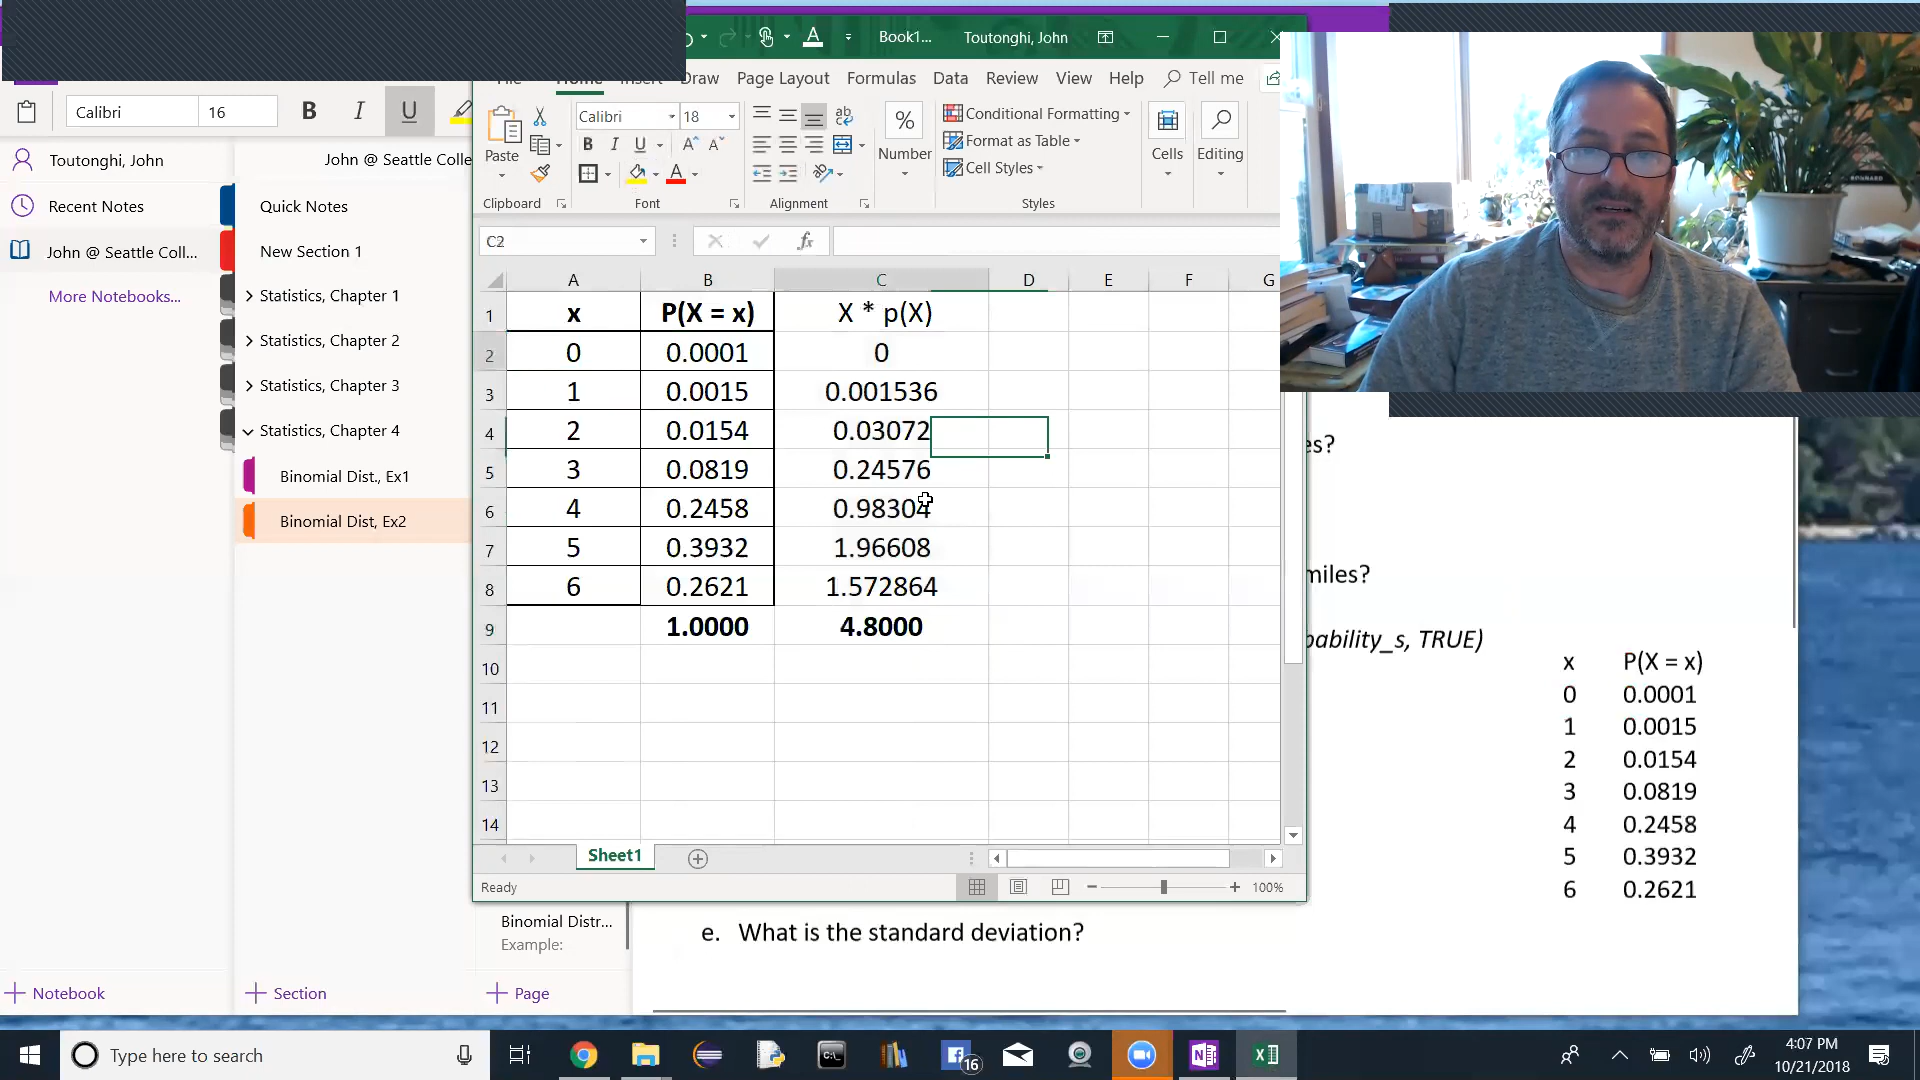 Book1...
Toutonghi, John
File
Home
Insert
Draw
Page Layout
Formulas
Data
Review
View
Help
Tell me
Calibri
16
B
I
U
Calibri
18
Paste
B
I
U
A
A
%
Number
Conditional Formatting
Format as Table
Cell Styles
Cells
Editing
Clipboard
Font
Alignment
Styles
Toutonghi, John
Recent Notes
John @ Seattle Coll...
More Notebooks...
John @ Seattle Colle
Quick Notes
New Section 1
Statistics, Chapter 1
Statistics, Chapter 2
Statistics, Chapter 3
Statistics, Chapter 4
Binomial Dist., Ex1
Binomial Dist, Ex2
C2
fx
A B C D E F G
1 x P(X = x) X * p(X)
2 0 0.0001 0
3 1 0.0015 0.001536
4 2 0.0154 0.03072
5 3 0.0819 0.24576
6 4 0.2458 0.98304
7 5 0.3932 1.96608
8 6 0.2621 1.572864
9 1.0000 4.8000
10
11
12
13
14
Sheet1
Ready
100%
es?
miles?
bability_s, TRUE)
x P(X = x)
0 0.0001
1 0.0015
2 0.0154
3 0.0819
4 0.2458
5 0.3932
6 0.2621
Binomial Distr...
Example:
e. What is the standard deviation?
+ Notebook
+ Section
+ Page
Type here to search
16
4:07 PM
10/21/2018